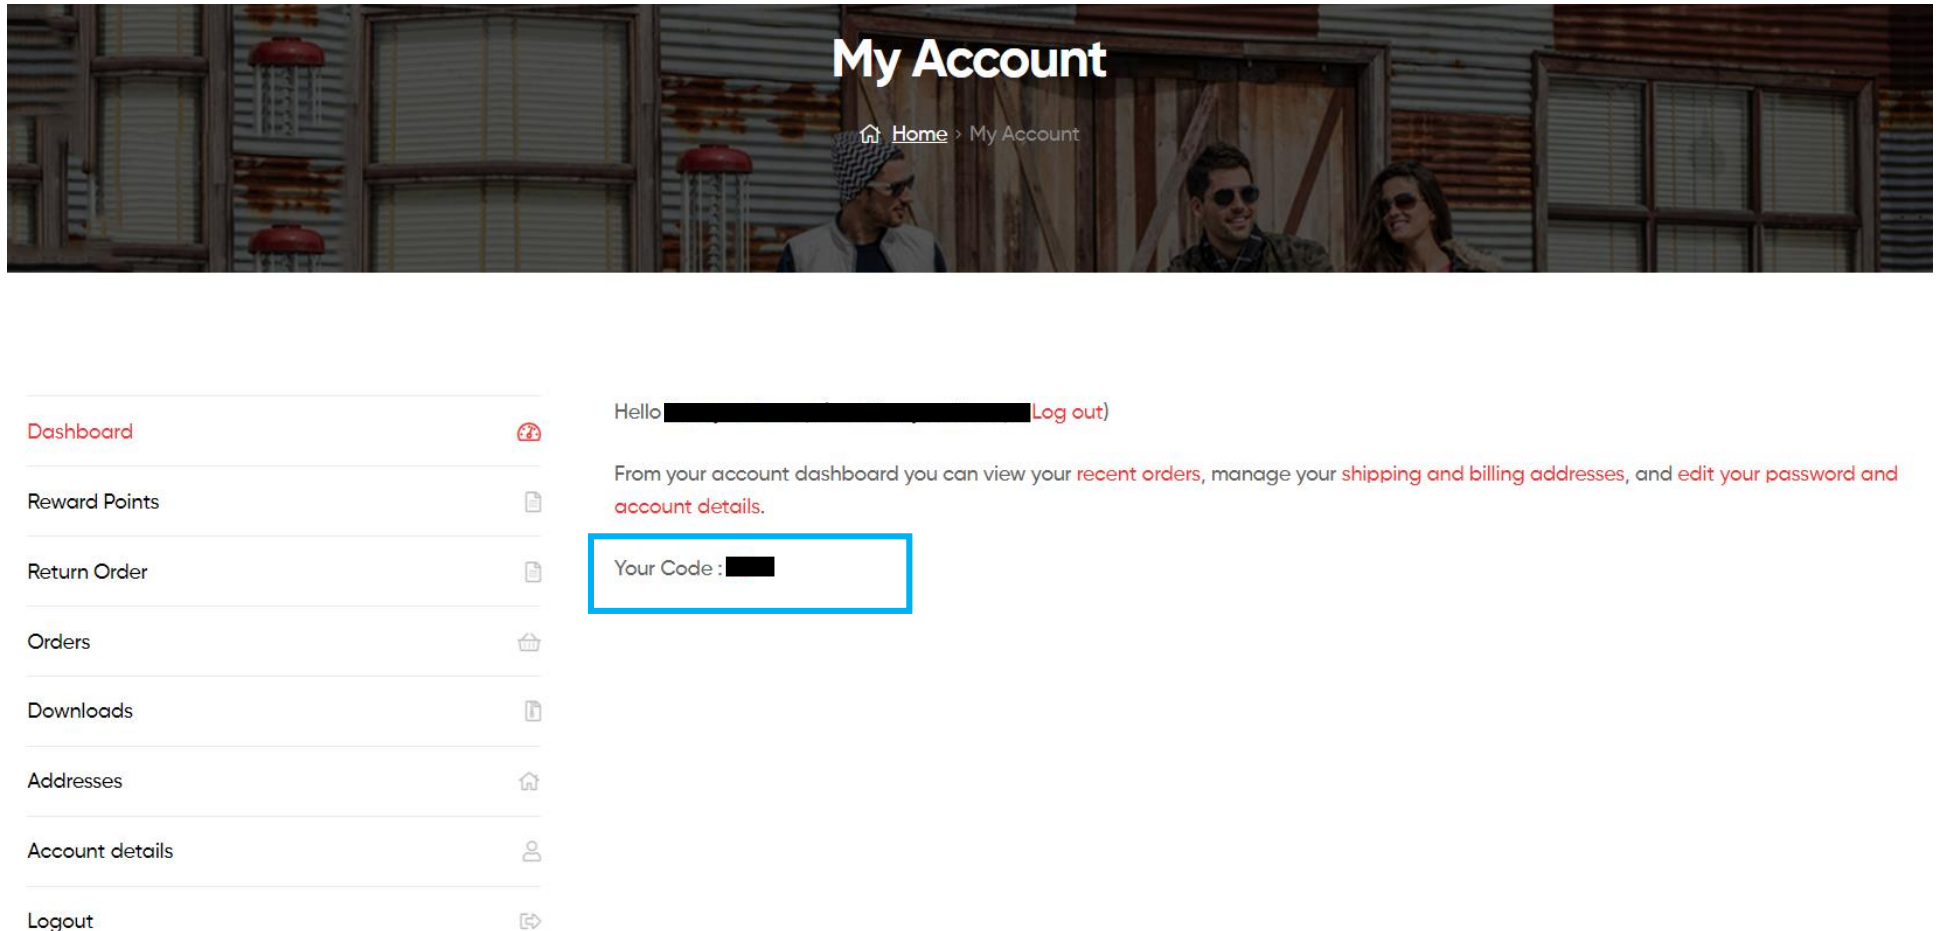 My Account
Home › My Account
Dashboard
Reward Points
Return Order
Orders
Downloads
Addresses
Account details
Logout
Hello Log out)
From your account dashboard you can view your recent orders, manage your shipping and billing addresses, and edit your password and
account details.
Your Code :